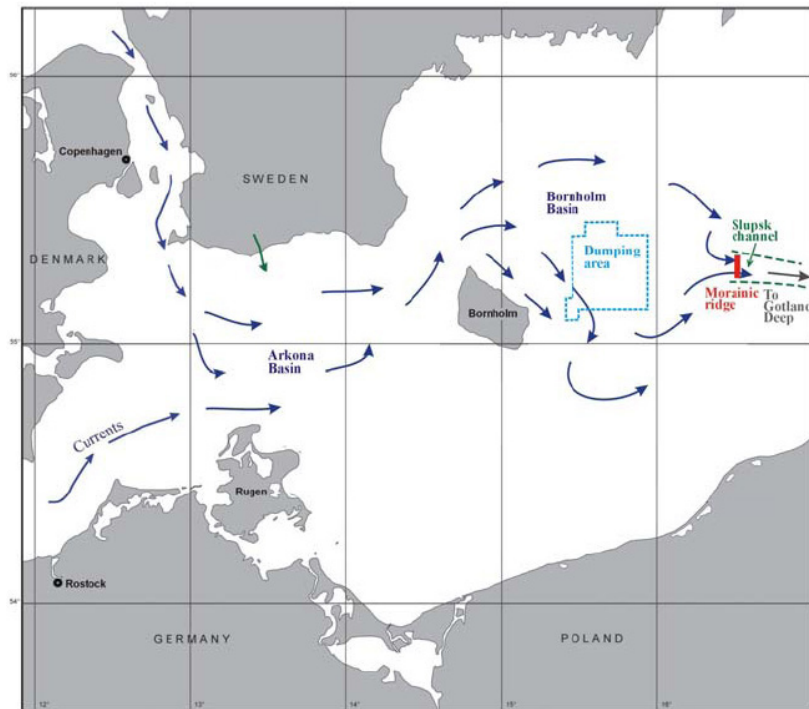 56°
Copenhagen
SWEDEN
Bornholm
Basin
Slupsk
channel
DENMARK
Dumping
area
Morainic
ridge
To
Gotland
Deep
Bornholm
55°
Arkona
Basin
Currents
Rugen
54°
Rostock
GERMANY
POLAND
12°
13°
14°
15°
16°